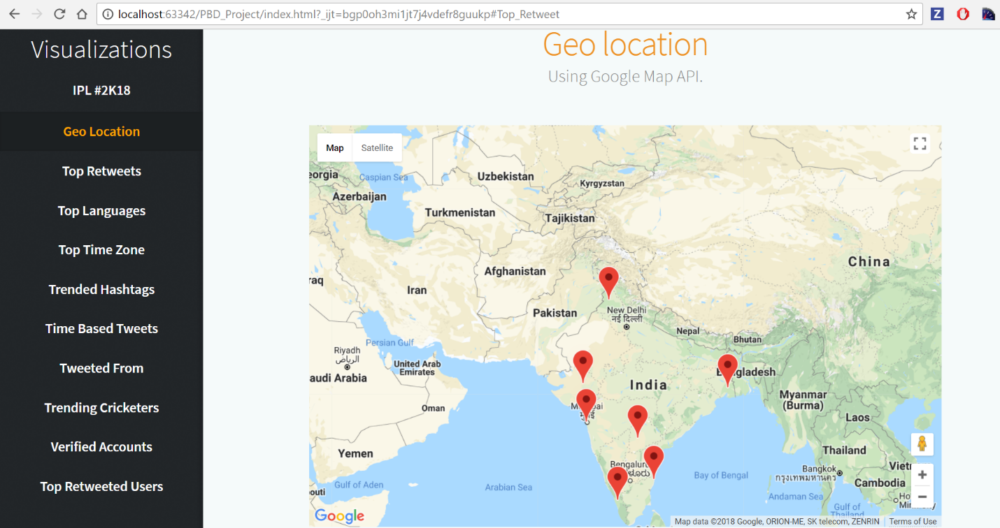 localhost:63342/PBD_Project/index.html?_ijt=bgp0oh3mi1jt7j4vdefr8guukp#Top_Retweet
Z
Visualizations
IPL #2K18
Geo Location
Top Retweets
Top Languages
Top Time Zone
Trended Hashtags
Time Based Tweets
Tweeted From
Trending Cricketers
Verified Accounts
Top Retweeted Users
Geo location
Using Google Map API.
Map
Satellite
eorgia
Caspian Sea
Uzbekistan
Kyrgyzstan
Azerbaijan
Turkmenistan
Tajikistan
China
Afghanistan
raq
Iran
Pakistan
New Delhi
नई दिल्ली
Nepal
Bhutan
Persian Gulf
Riyadh
الرياض
United Arab
Emirates
audi Arabia
India
Oman
Myanmar
(Burma)
Laos
Yemen
Thailand
Bengaluru
Viet
Bangkok
กรุงเทพมหานคร
Cambodia
Gulf of Aden
Arabian Sea
Bay of Bengal
outi
Andaman Sea
Ho
Gulf of
Thailand
Google
Map data ©2018 Google, ORION-ME, SK telecom, ZENRIN
Terms of Use